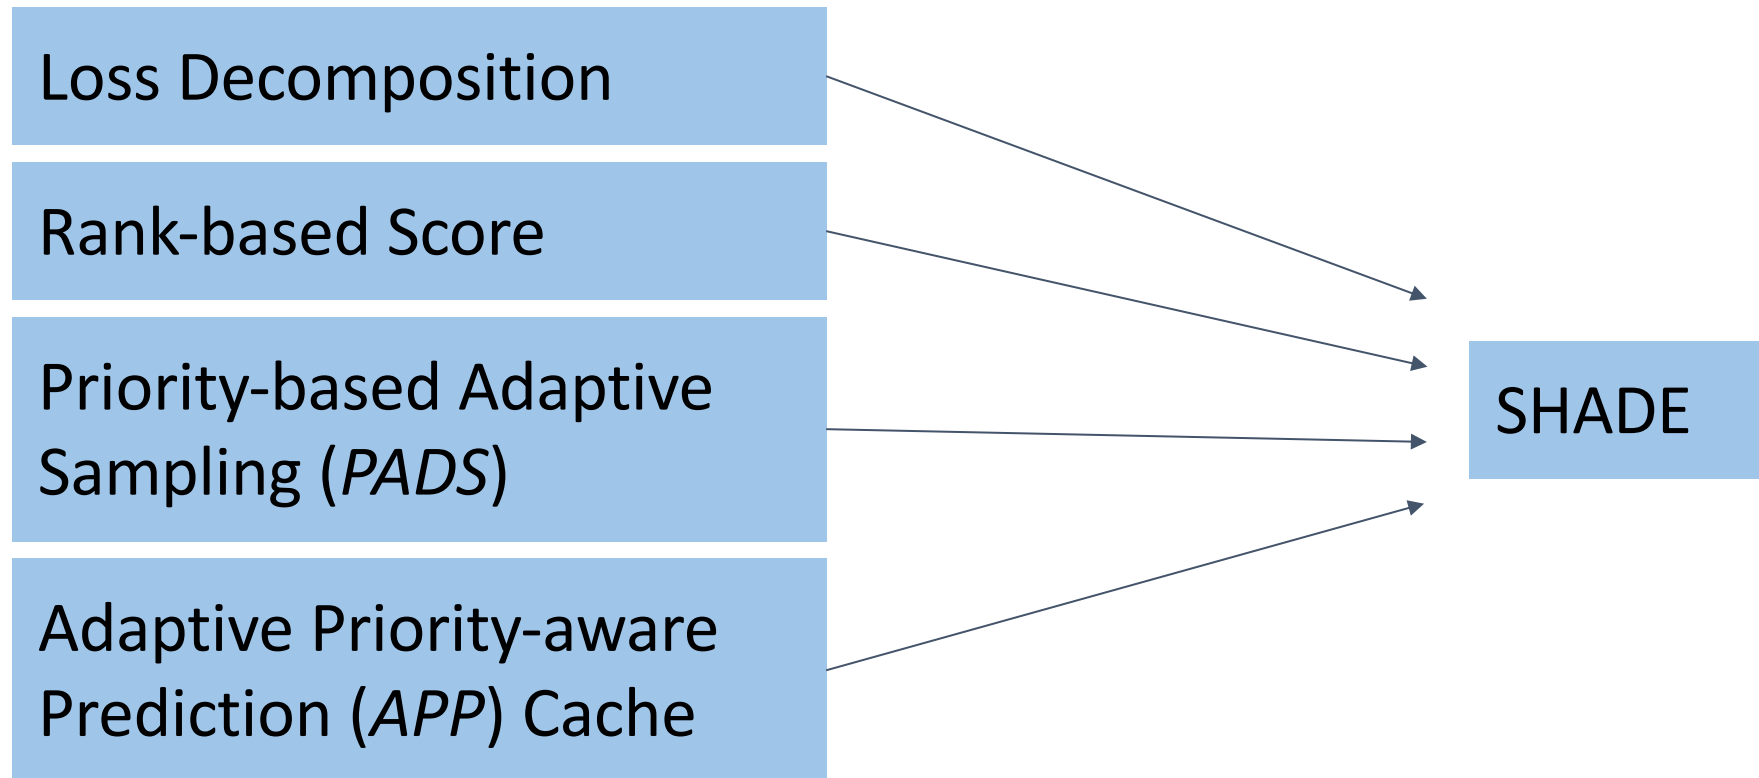 Loss Decomposition
Rank-based Score
Priority-based Adaptive
Sampling (PADS)
Adaptive Priority-aware
Prediction (APP) Cache
SHADE